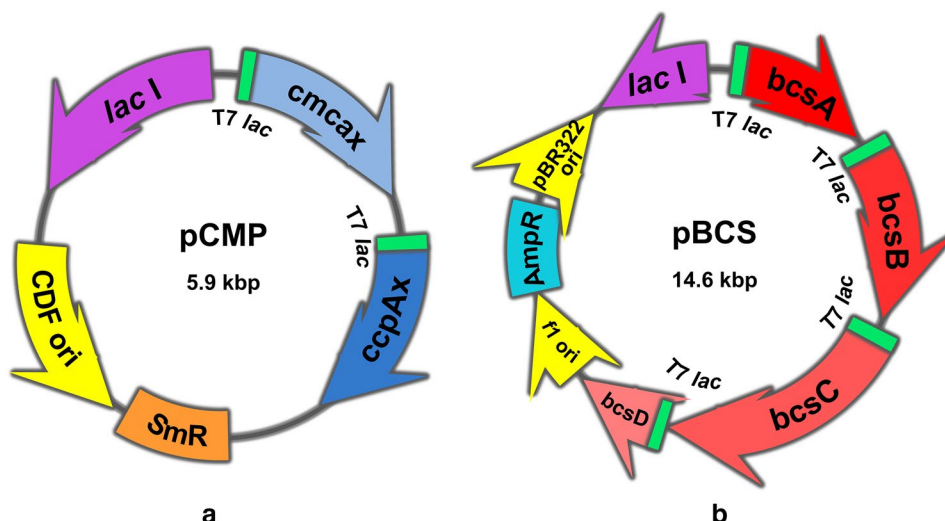 lac I
T7 lac
cmcax
T7 lac
pCMP
5.9 kbp
ccpAx
CDF ori
SmR
a
lac I
T7 lac
bcsA
pBR322
ori
T7 lac
bcsB
AmpR
pBCS
14.6 kbp
T7 lac
f1 ori
T7 lac
bcsD
bcsC
b